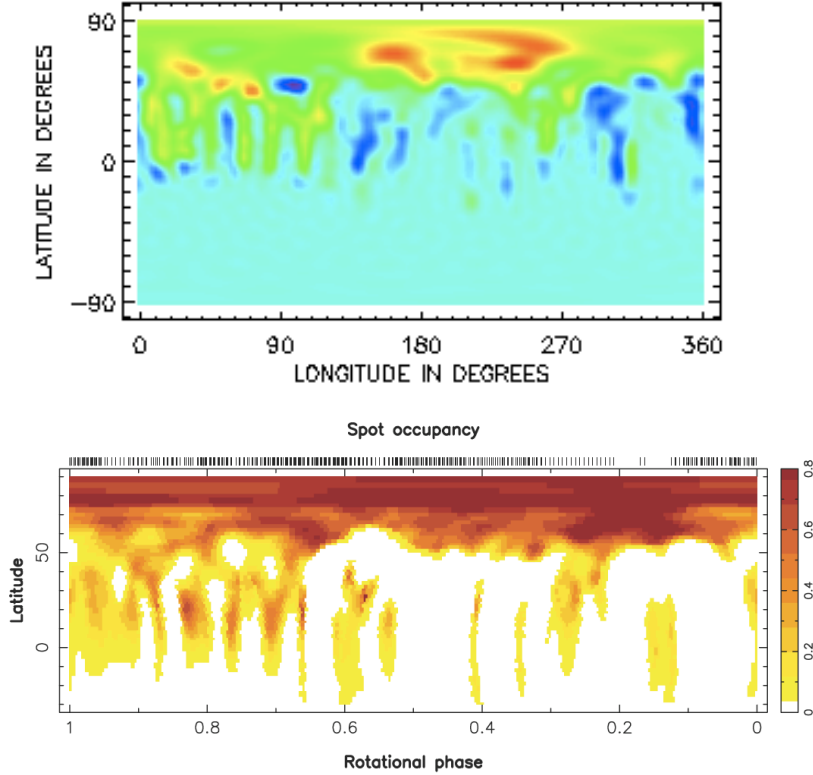 90
0
−90
LATITUDE IN DEGREES
0 90 180 270 360
LONGITUDE IN DEGREES
Spot occupancy
50
0
Latitude
0.8
0.6
0.4
0.2
0
1 0.8 0.6 0.4 0.2 0
Rotational phase